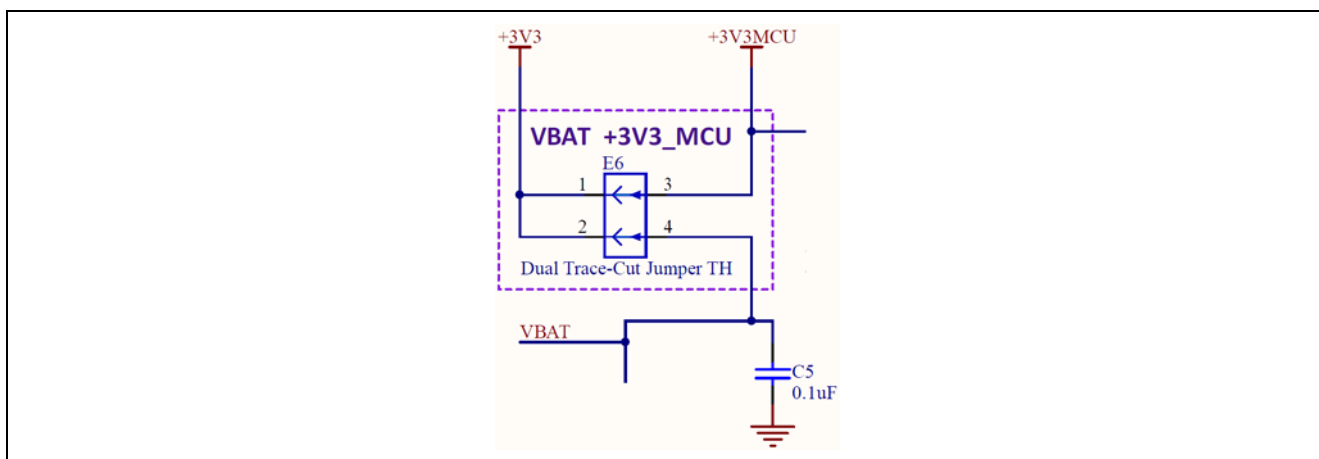 +3V3 +3V3MCU
VBAT +3V3_MCU
E6
1 3
2 4
Dual Trace-Cut Jumper TH
VBAT
C5
0.1uF